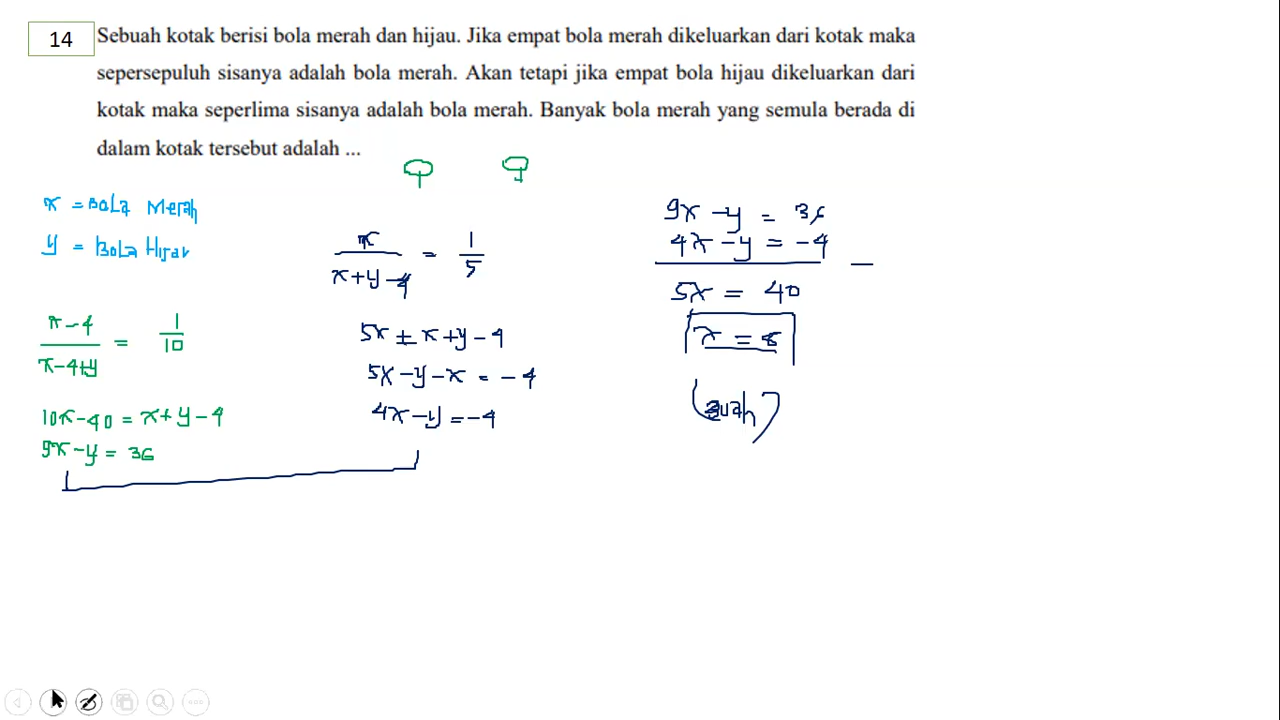 14
Sebuah kotak berisi bola merah dan hijau. Jika empat bola merah dikeluarkan dari kotak maka
sepersepuluh sisanya adalah bola merah. Akan tetapi jika empat bola hijau dikeluarkan dari
kotak maka seperlima sisanya adalah bola merah. Banyak bola merah yang semula berada di
dalam kotak tersebut adalah ...
x = Bola Merah
y = Bola Hijau
x-4
x-4+y
=
1
10
10x-40 = x+y-4
9x-y = 36
x
x+y-4
=
1
5
5x = x+y-4
5x-y-x = -4
4x-y = -4
9x-y = 36
4x-y = -4
−
5x = 40
x = 8
(Buah)